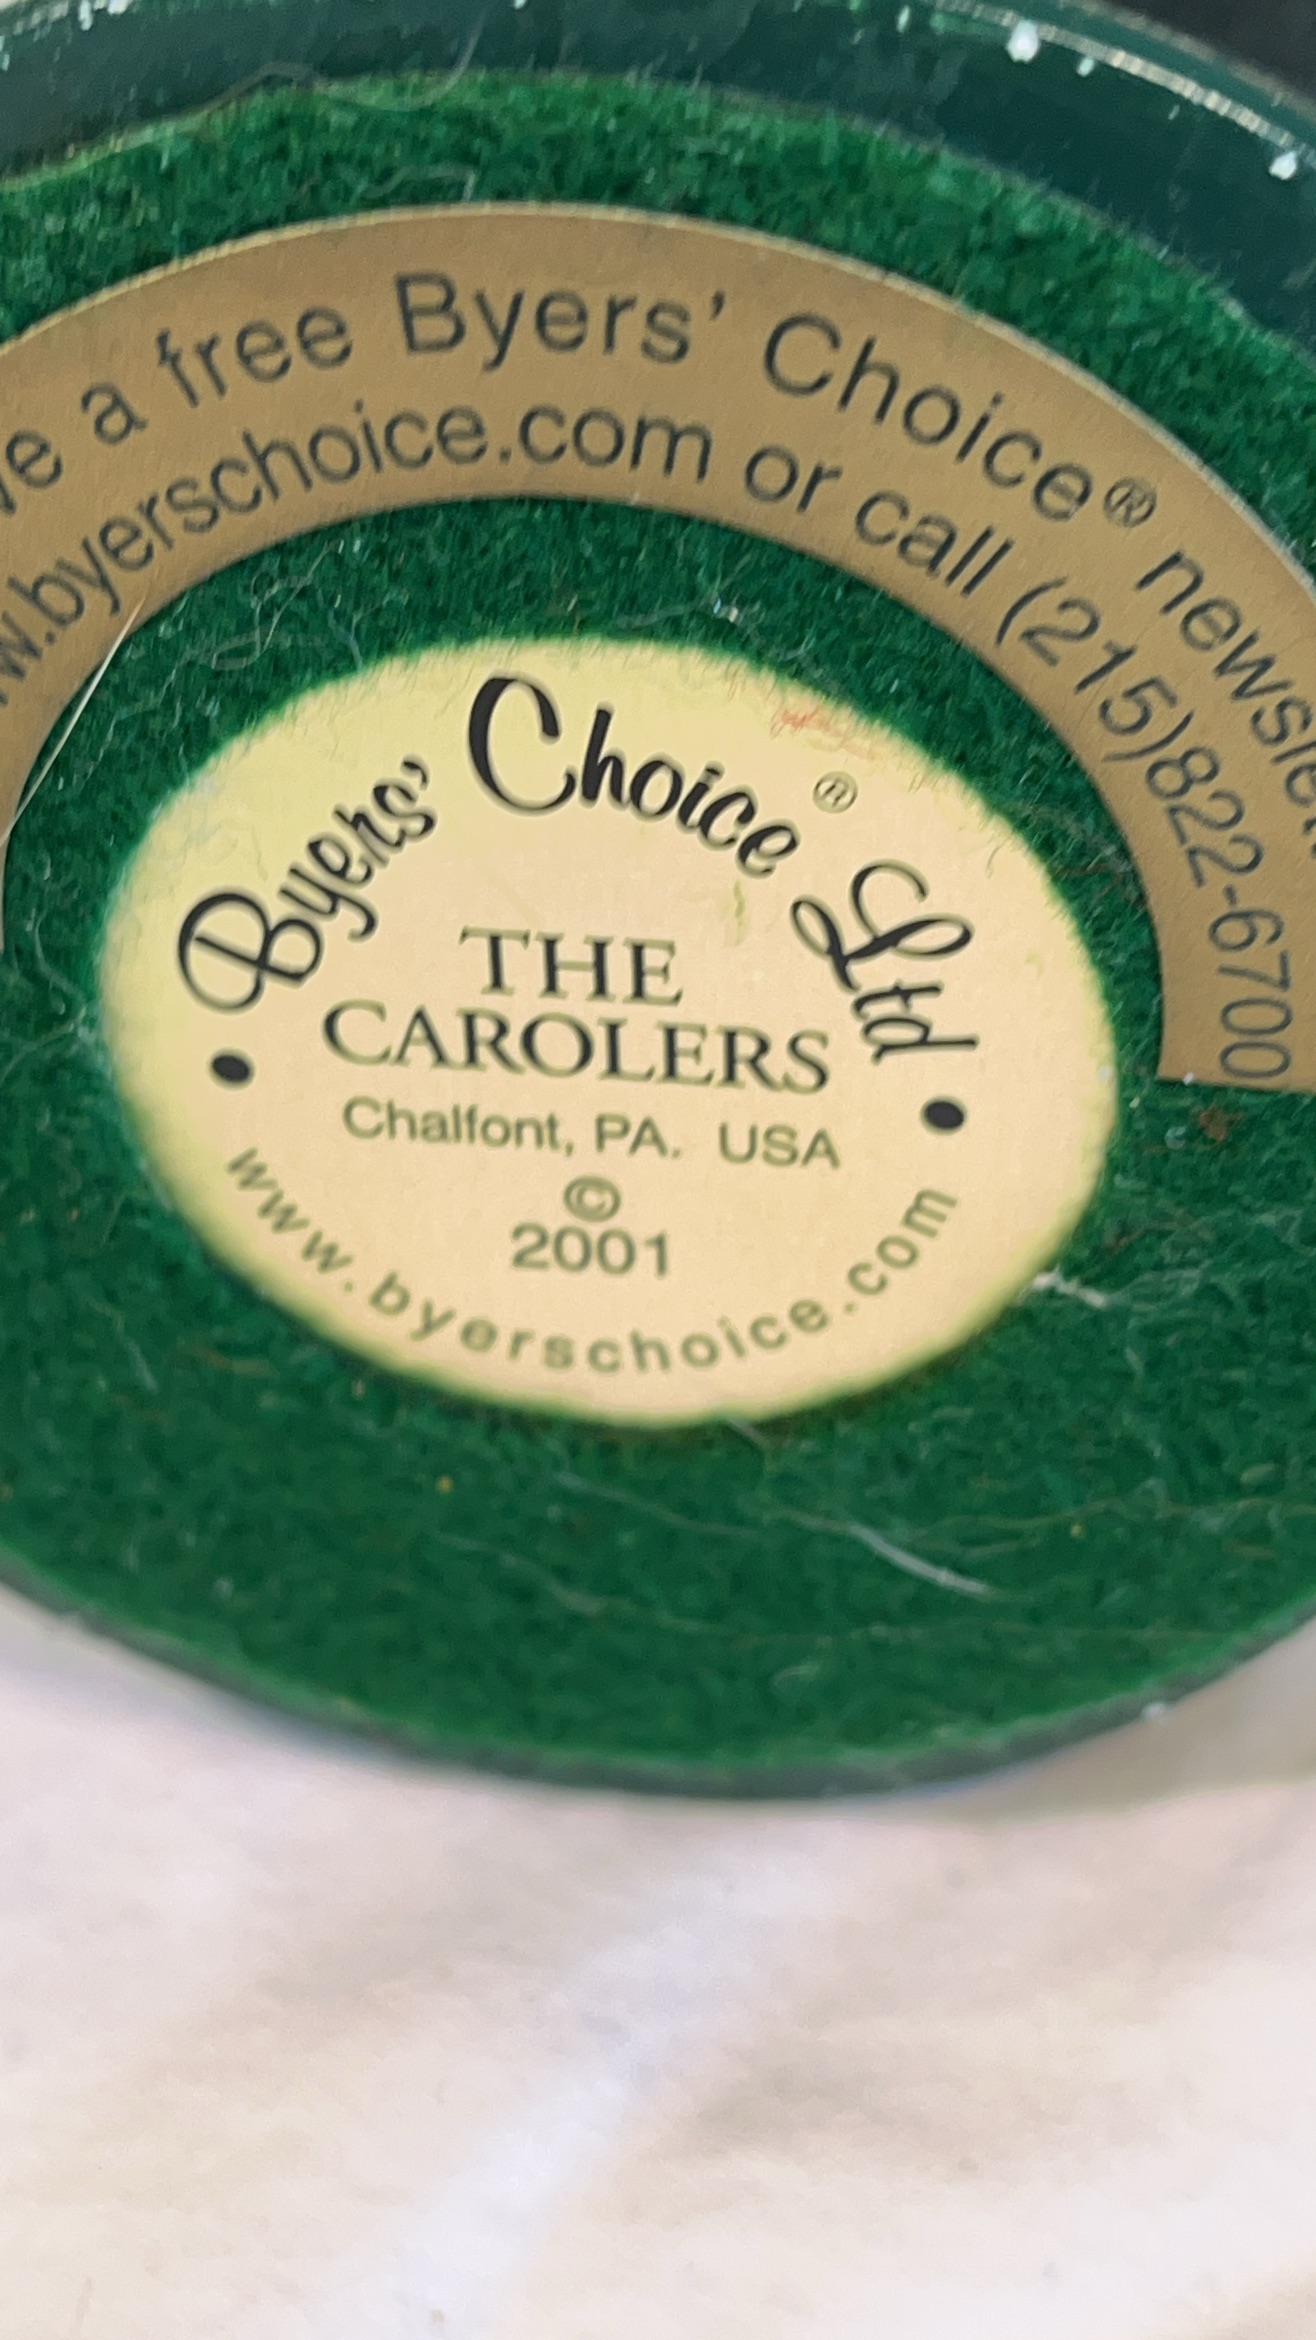 a free Byers' Choice®
byerschoice.com or call (215)822-6700
Byers' Choice® Ltd
THE
CAROLERS
Chalfont, PA. USA
©
2001
www.byerschoice.com